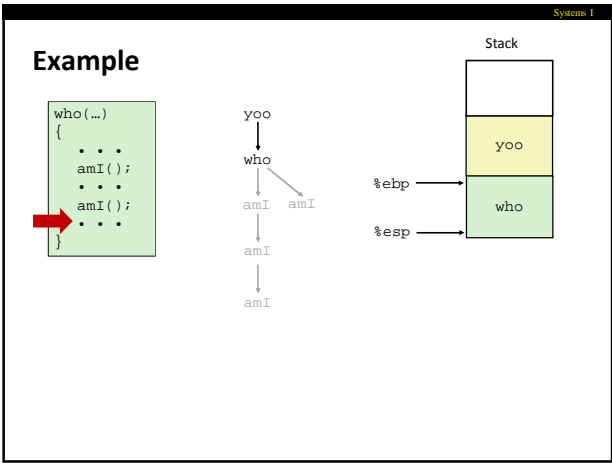 Systems I
Example
who(…)
{
• • •
amI();
• • •
amI();
• • •
}
yoo
who
amI amI
amI
amI
Stack
yoo
%ebp
who
%esp